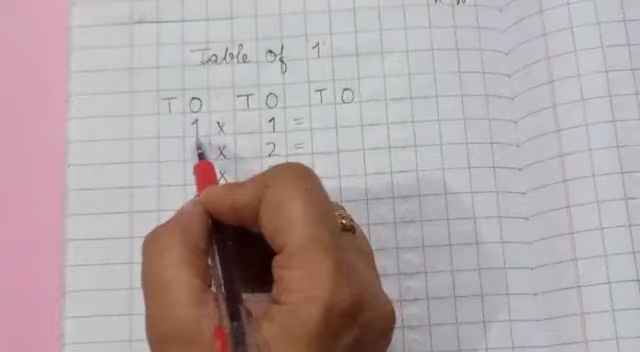 Table of 1
T O T O T O
1 x 1 =
x 2 =
x